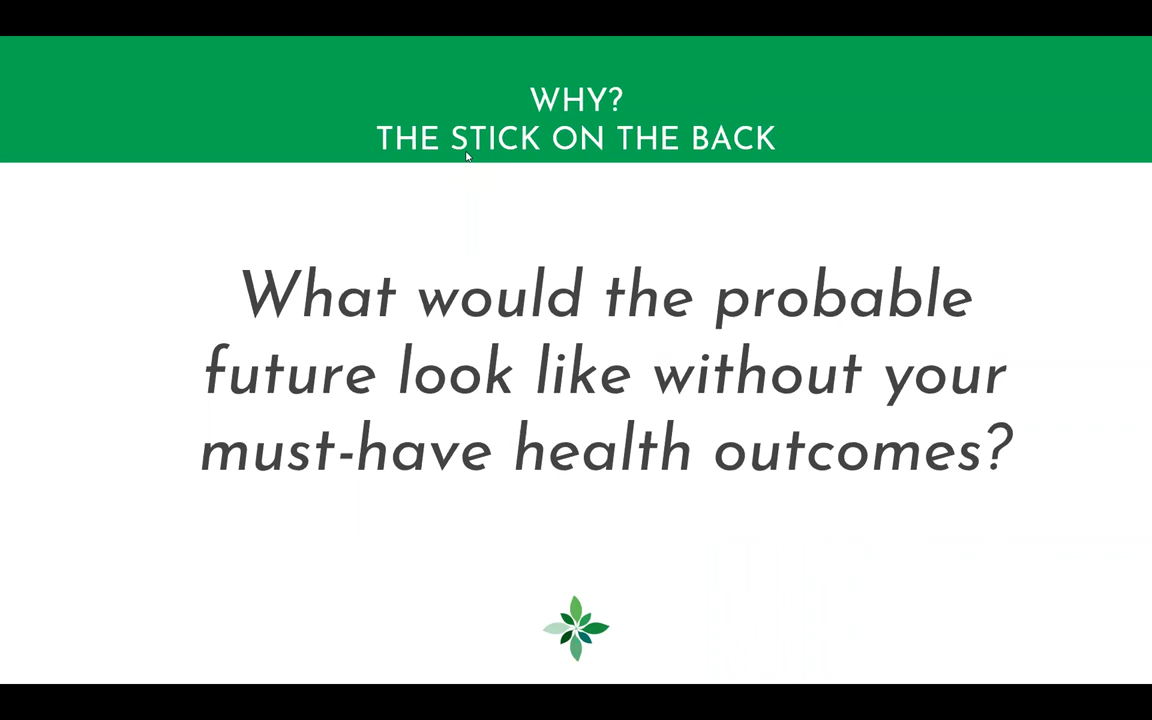 WHY?
THE STICK ON THE BACK
What would the probable
future look like without your
must-have health outcomes?